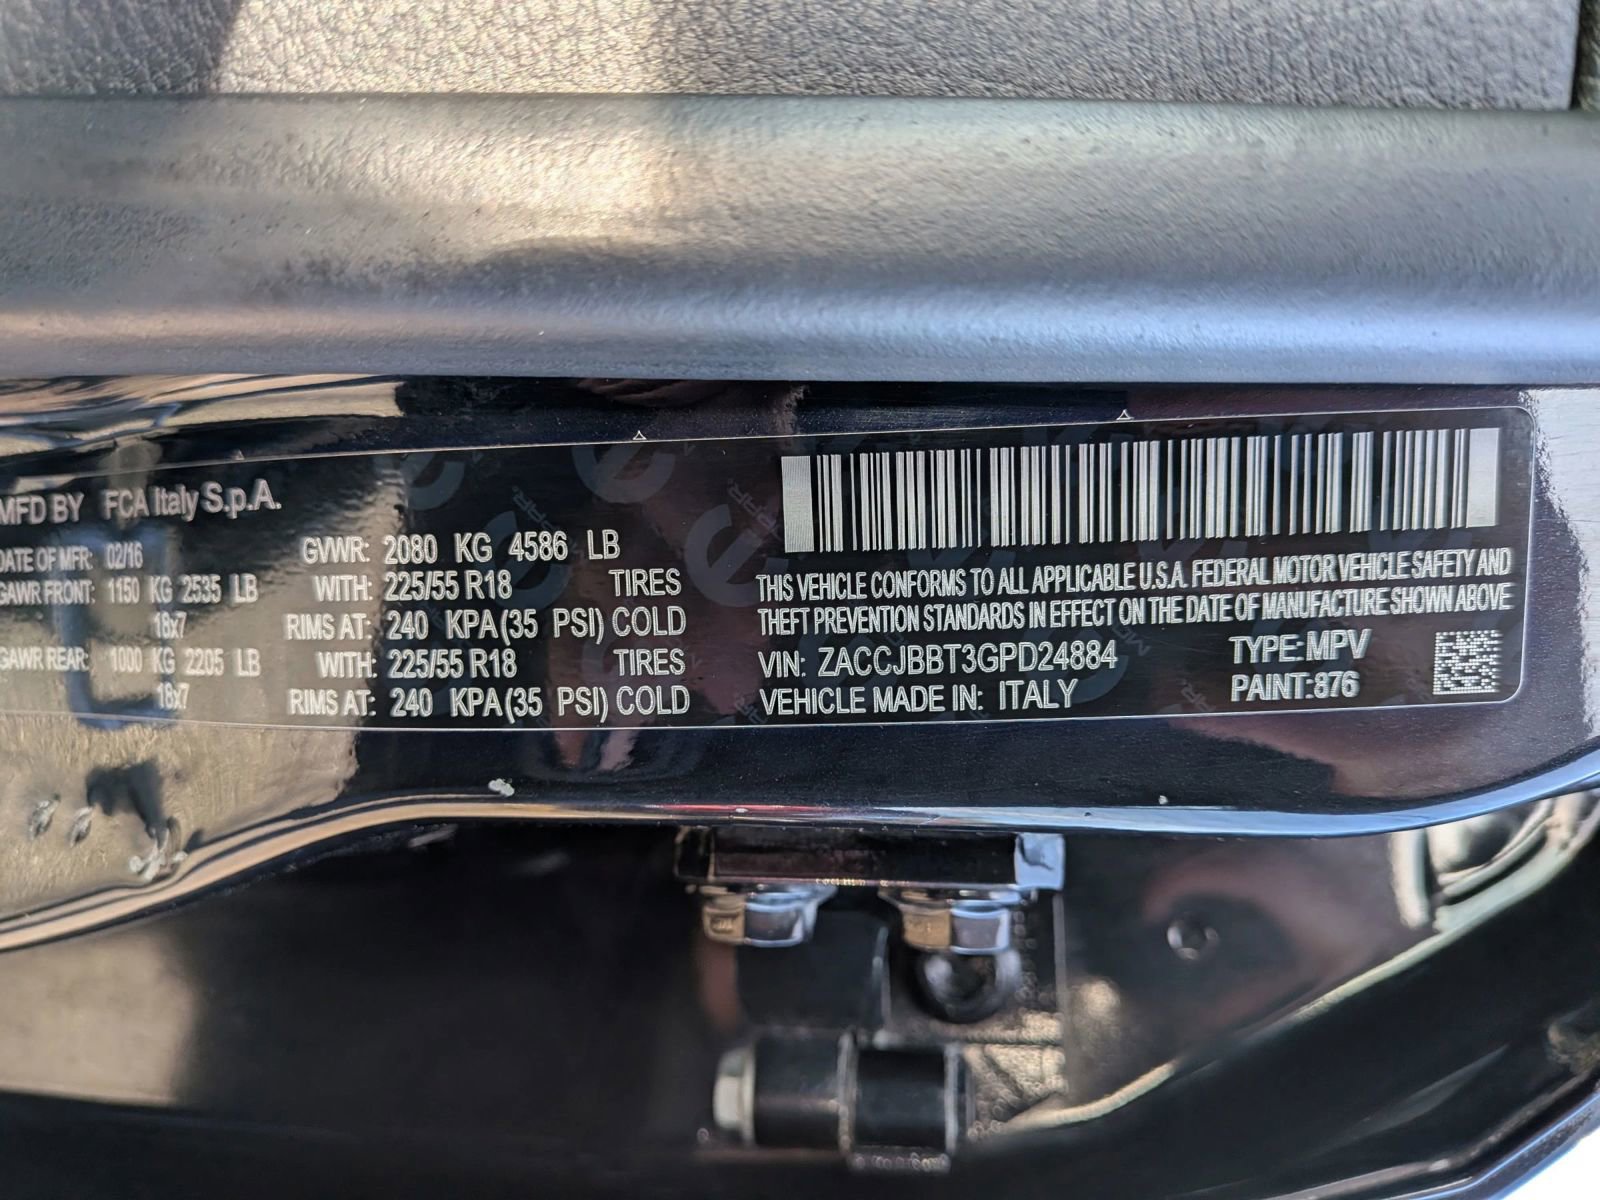 MFD BY FCA Italy S.p.A.
DATE OF MFR: 02/16 GVWR: 2080 KG 4586 LB
GAWR FRONT: 1150 KG 2535 LB WITH: 225/55 R18 TIRES
18x7 RIMS AT: 240 KPA(35 PSI) COLD
GAWR REAR: 1000 KG 2205 LB WITH: 225/55 R18 TIRES
18x7 RIMS AT: 240 KPA(35 PSI) COLD
THIS VEHICLE CONFORMS TO ALL APPLICABLE U.S.A. FEDERAL MOTOR VEHICLE SAFETY AND
THEFT PREVENTION STANDARDS IN EFFECT ON THE DATE OF MANUFACTURE SHOWN ABOVE
VIN: ZACCJBBT3GPD24884 TYPE:MPV
VEHICLE MADE IN: ITALY PAINT:876